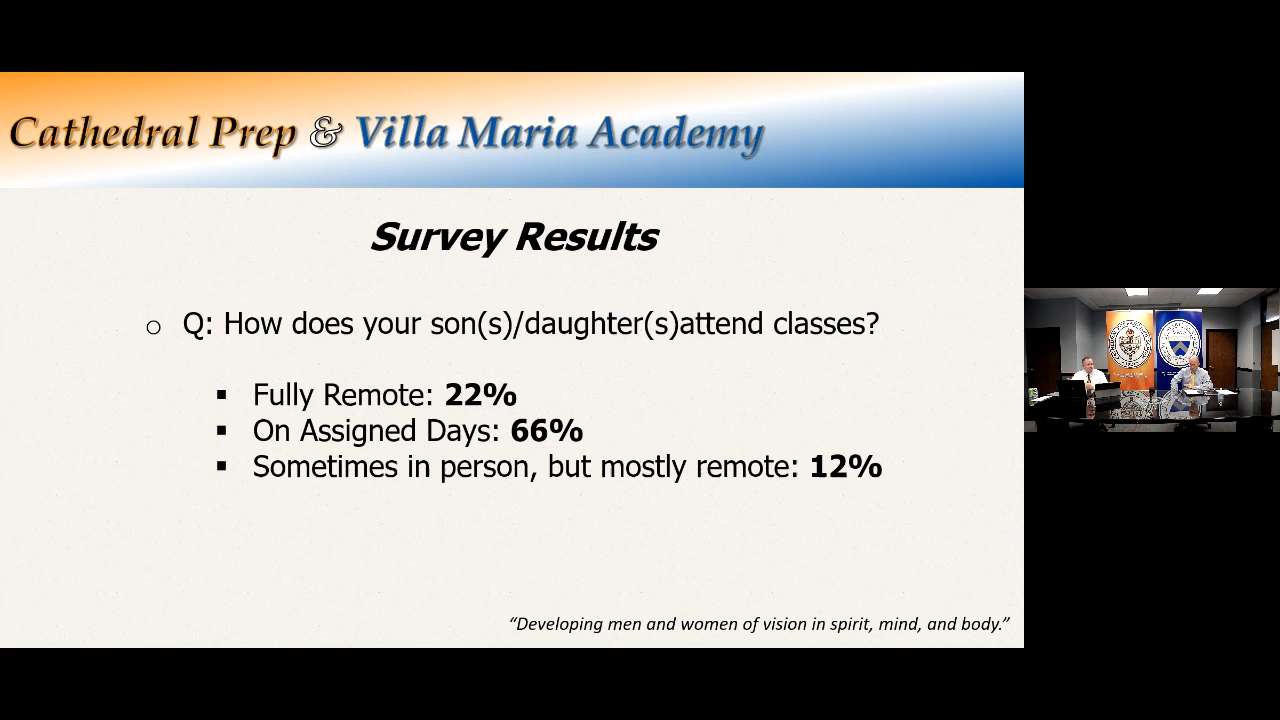 Cathedral Prep & Villa Maria Academy
Survey Results
Q: How does your son(s)/daughter(s)attend classes?
Fully Remote: 22%
On Assigned Days: 66%
Sometimes in person, but mostly remote: 12%
“Developing men and women of vision in spirit, mind, and body.”